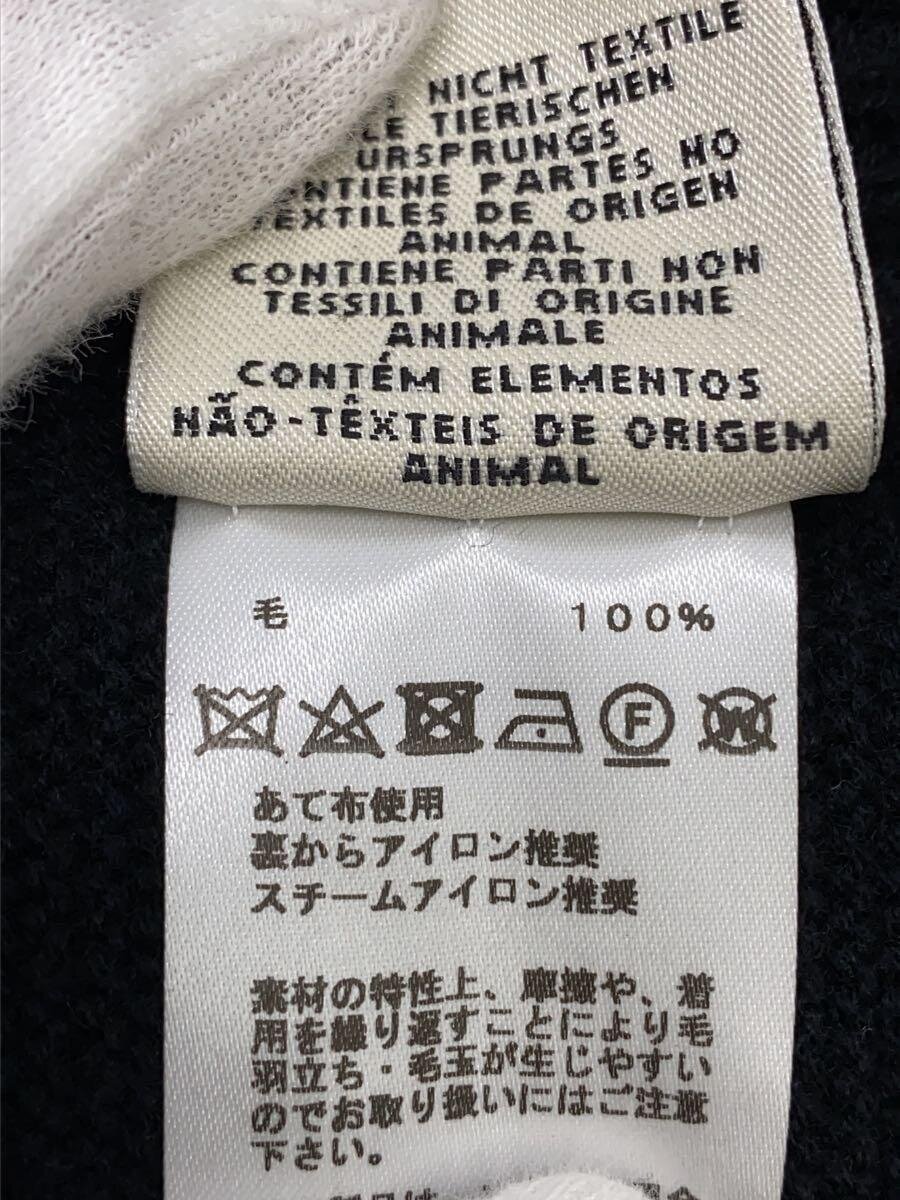 NICHT TEXTILE
TIERISCHEN
URSPRUNGS
CONTIENE PARTES NO
TEXTILES DE ORIGEN
ANIMAL
CONTIENE PARTI NON
TESSILI DI ORIGINE
ANIMALE
CONTÉM ELEMENTOS
NÃO-TÊXTEIS DE ORIGEM
ANIMAL
毛 100%
F W
あて布使用
裏からアイロン推奨
スチームアイロン推奨
素材の特性上、摩擦や、着
用を繰り返すことにより毛
羽立ち・毛玉が生じやすい
のでお取り扱いにはご注意
下さい。